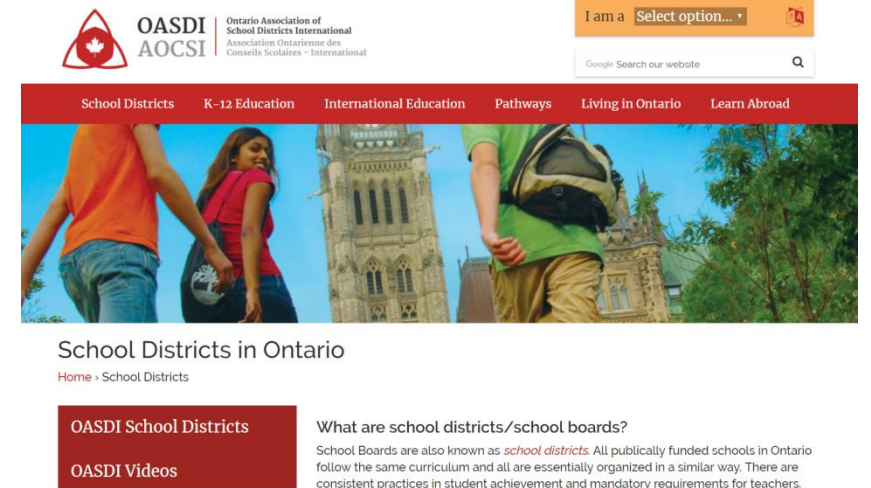 OASDI
AOCSI
Ontario Association of
School Districts International
Association Ontarienne des
Conseils Scolaires - International
I am a Select option...
Google Search our website
School Districts K-12 Education International Education Pathways Living in Ontario Learn Abroad
School Districts in Ontario
Home › School Districts
OASDI School Districts
OASDI Videos
What are school districts/school boards?
School Boards are also known as school districts. All publically funded schools in Ontario
follow the same curriculum and all are essentially organized in a similar way. There are
consistent practices in student achievement and mandatory requirements for teachers.